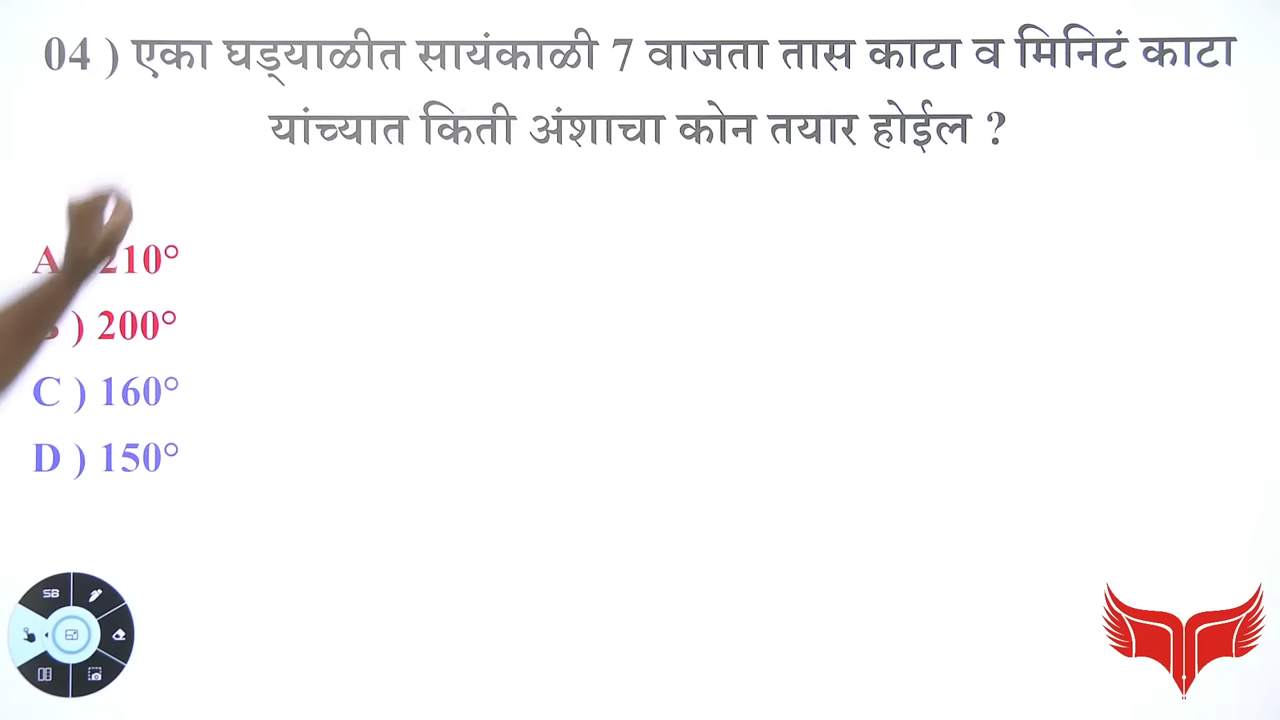 04 ) एका घड्याळीत सायंकाळी 7 वाजता तास काटा व मिनिटं काटा
यांच्यात किती अंशाचा कोन तयार होईल ?
A 210°
) 200°
C ) 160°
D ) 150°
SB